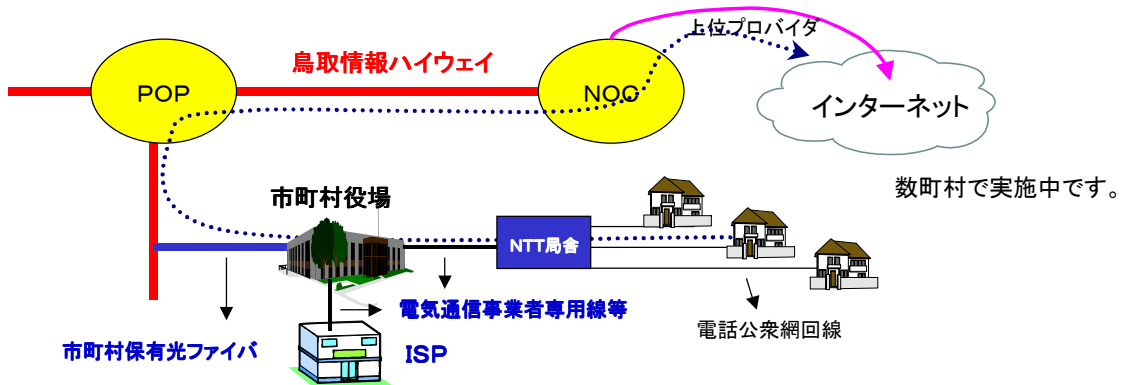 上位プロバイダ
鳥取情報ハイウェイ
POP
NOC
インターネット
数町村で実施中です。
市町村役場
NTT局舎
電気通信事業者専用線等
電話公衆網回線
市町村保有光ファイバ
ISP